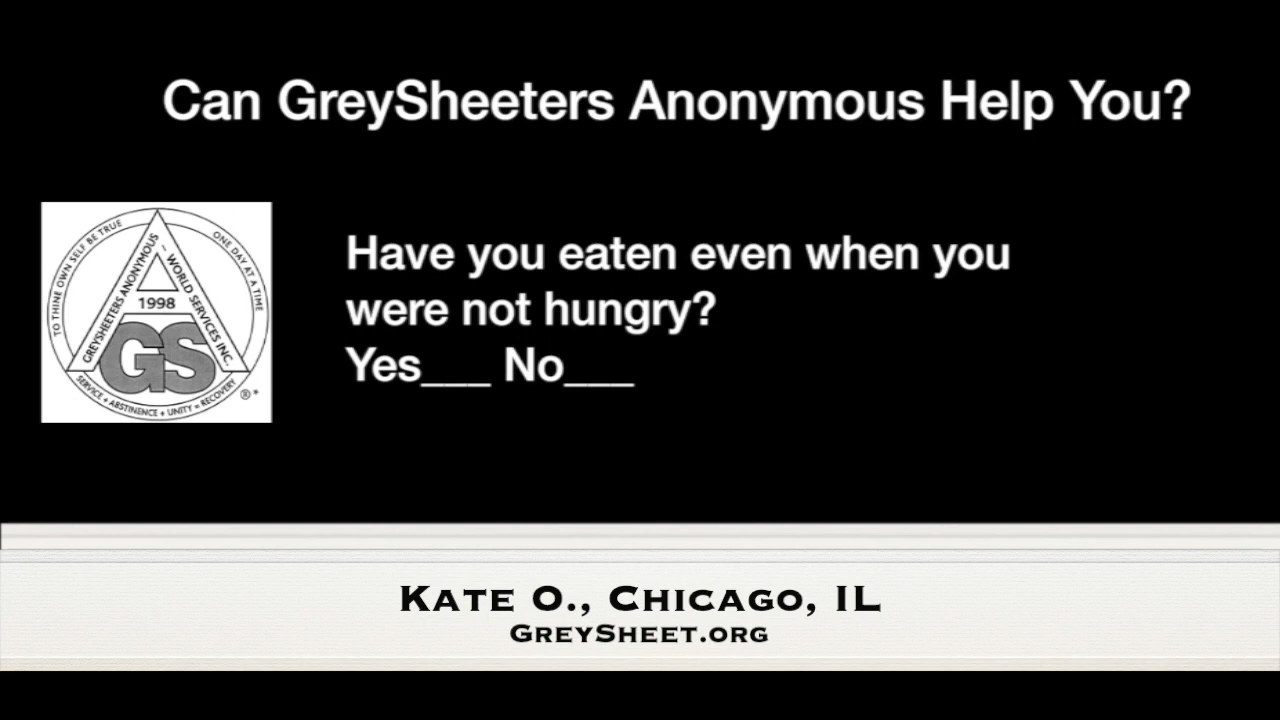 Can GreySheeters Anonymous Help You?
TO THINE OWN SELF BE TRUE
ONE DAY AT A TIME
GREYSHEETERS ANONYMOUS ~ WORLD SERVICES INC.
1998
GS
SERVICE + ABSTINENCE + UNITY = RECOVERY
®*
Have you eaten even when you
were not hungry?
Yes___ No___
KATE O., CHICAGO, IL
GREYSHEET.ORG